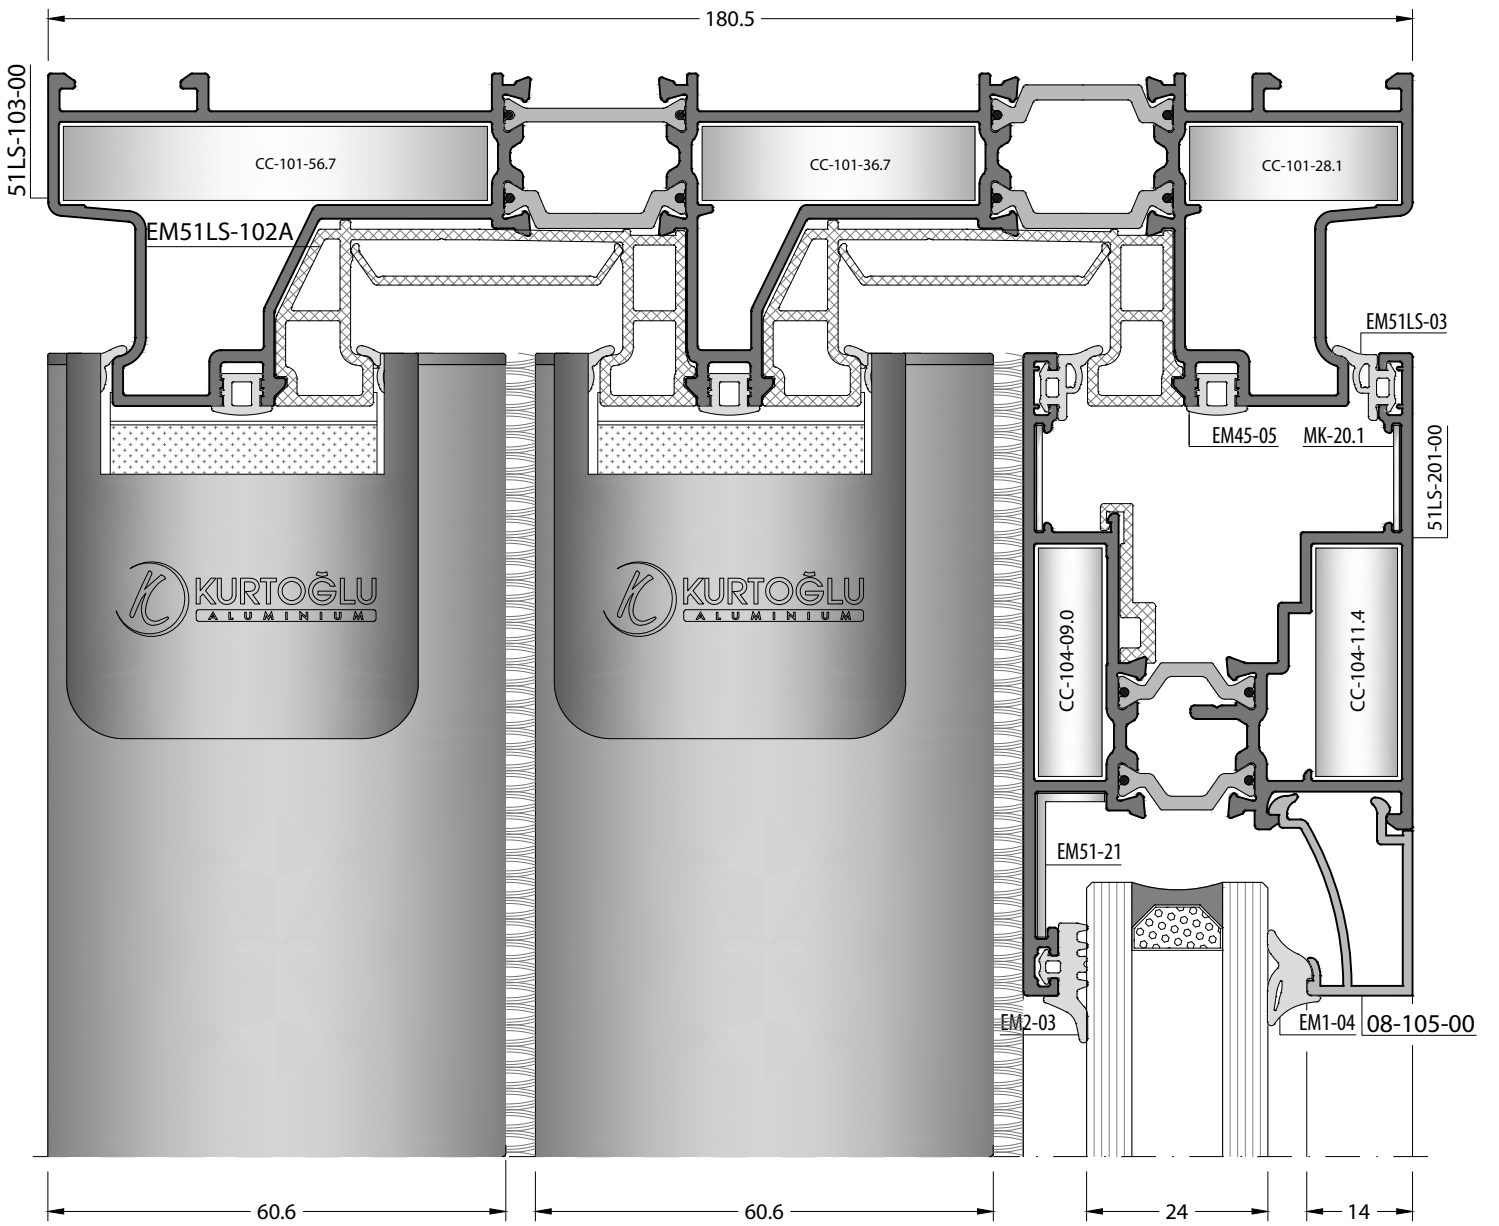 180.5
51LS-103-00
CC-101-56.7
CC-101-36.7
CC-101-28.1
EM51LS-102A
EM51LS-03
EM45-05
MK-20.1
51LS-201-00
KURTOĞLU
ALUMINIUM
KURTOĞLU
ALUMINIUM
CC-104-09.0
CC-104-11.4
EM51-21
EM2-03
EM1-04
08-105-00
60.6
60.6
24
14